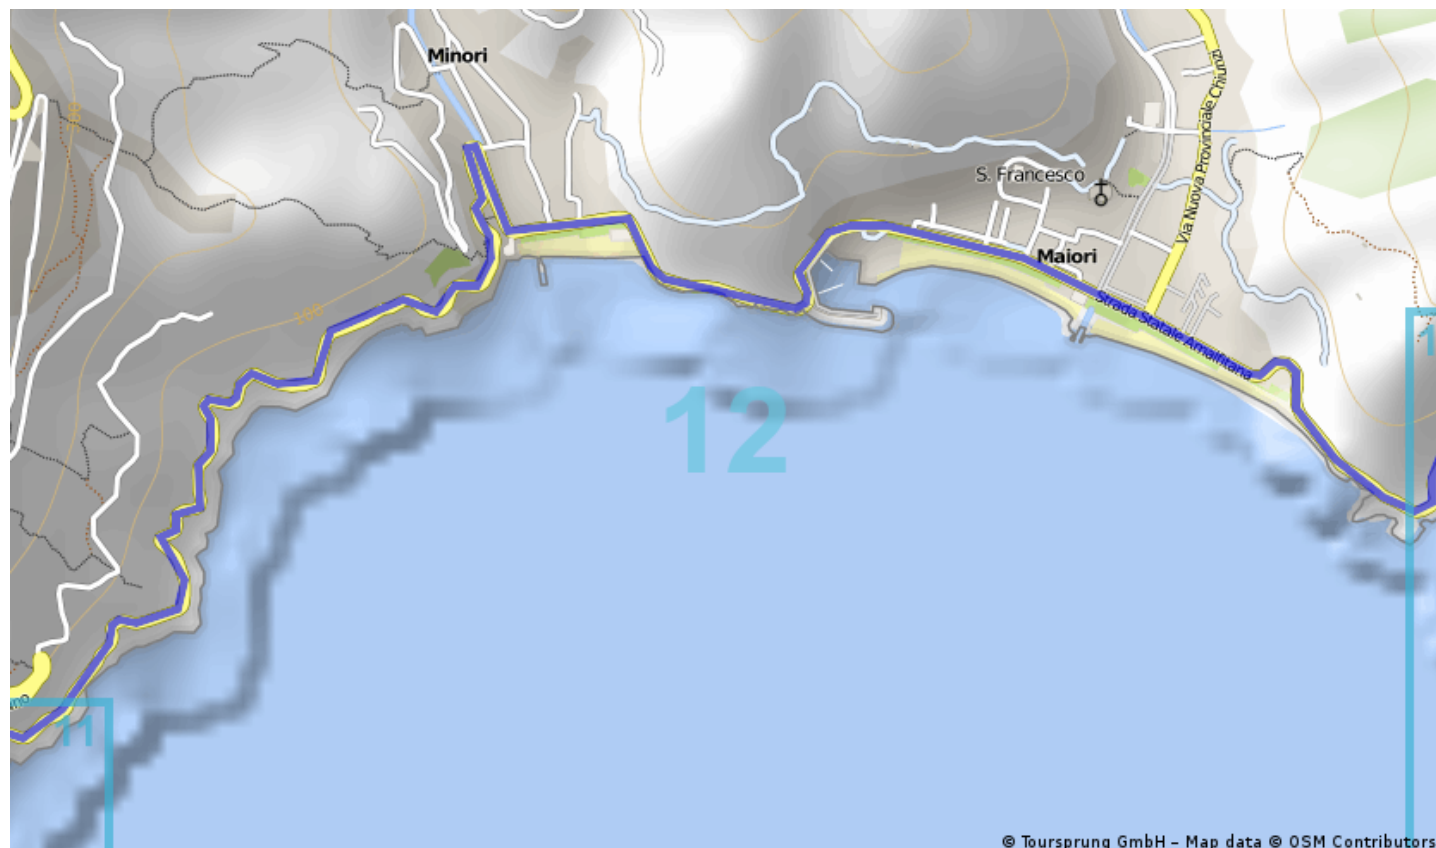 Minori
Via Nuova Provinciale Chiunzi
300
S. Francesco
Maiori
Strada Statale Amalfitana
100
12
11
© Toursprung GmbH – Map data © OSM Contributors